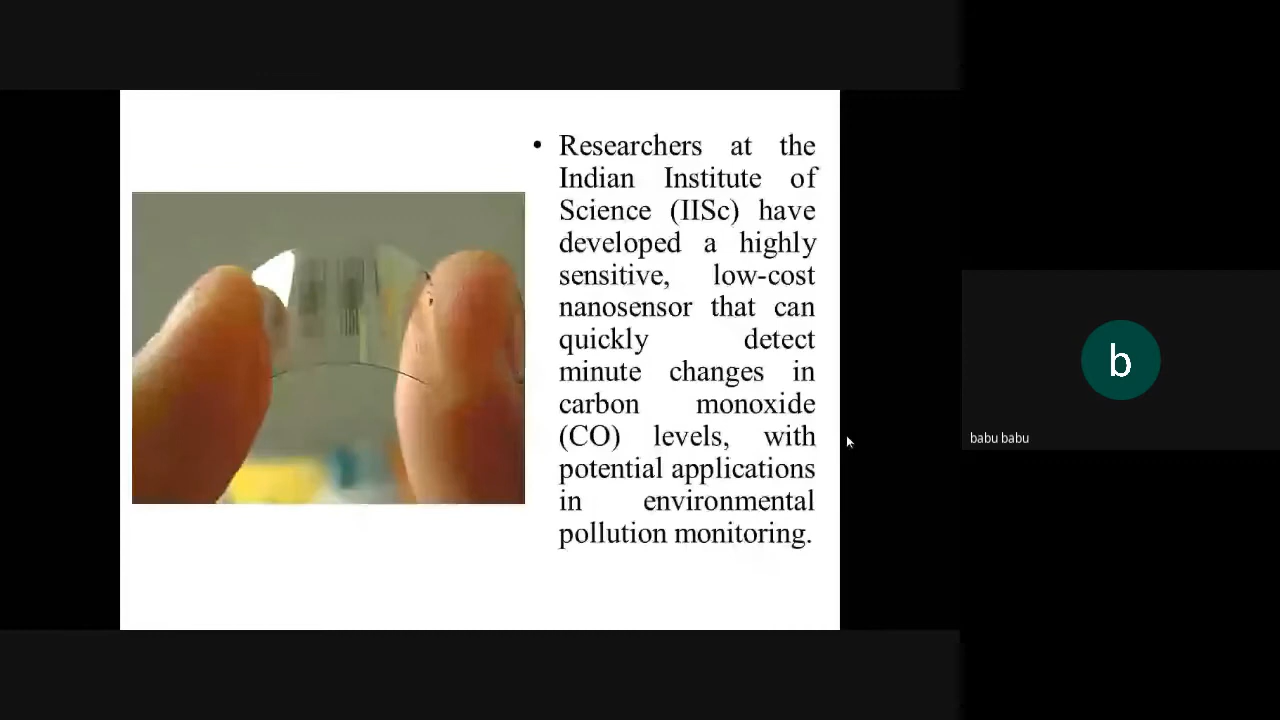 • Researchers at the
Indian Institute of
Science (IISc) have
developed a highly
sensitive, low-cost
nanosensor that can
quickly detect
minute changes in
carbon monoxide
(CO) levels, with
potential applications
in environmental
pollution monitoring.
b
babu babu